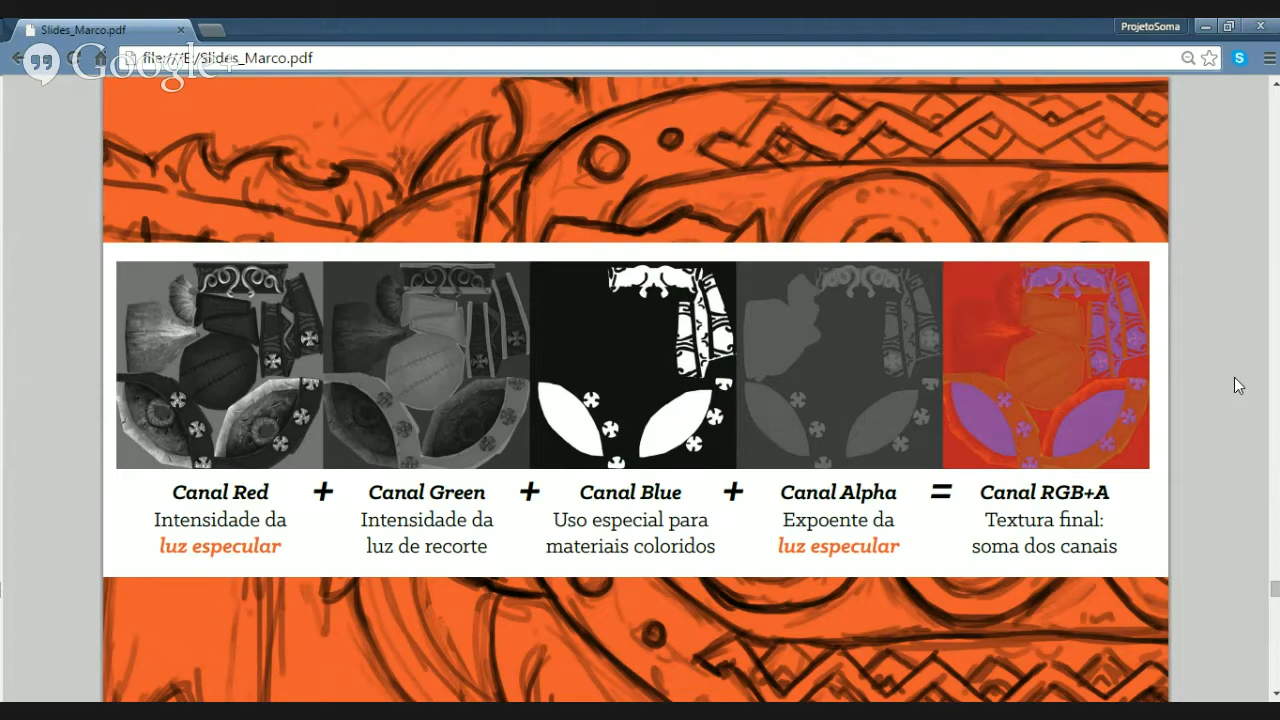 Slides_Marco.pdf
ProjetoSoma
Google+
file:///E:/Slides_Marco.pdf
Canal Red + Canal Green + Canal Blue + Canal Alpha = Canal RGB+A
Intensidade da Intensidade da Uso especial para Expoente da Textura final:
luz especular luz de recorte materiais coloridos luz especular soma dos canais